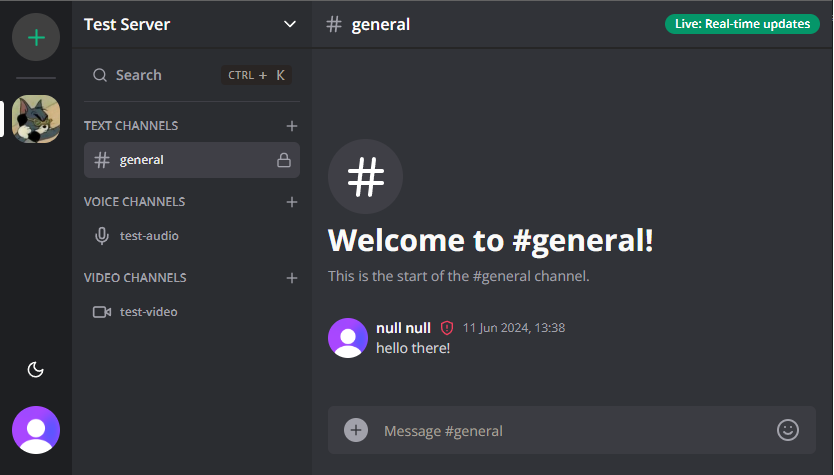 Test Server
Search CTRL + K
TEXT CHANNELS
general
VOICE CHANNELS
test-audio
VIDEO CHANNELS
test-video
# general
Live: Real-time updates
#
Welcome to #general!
This is the start of the #general channel.
null null 11 Jun 2024, 13:38
hello there!
Message #general